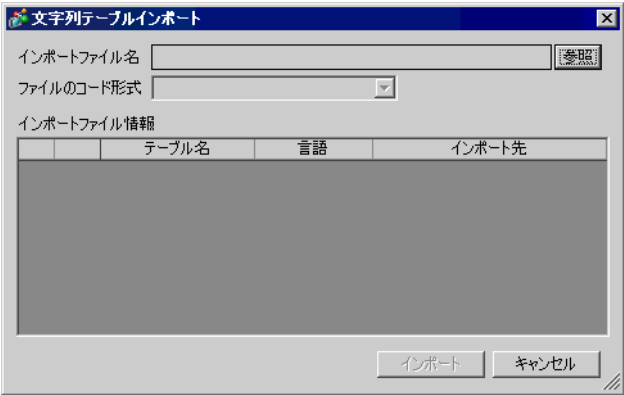 文字列テーブルインポート
インポートファイル名 参照
ファイルのコード形式
インポートファイル情報
テーブル名 言語 インポート先
インポート キャンセル